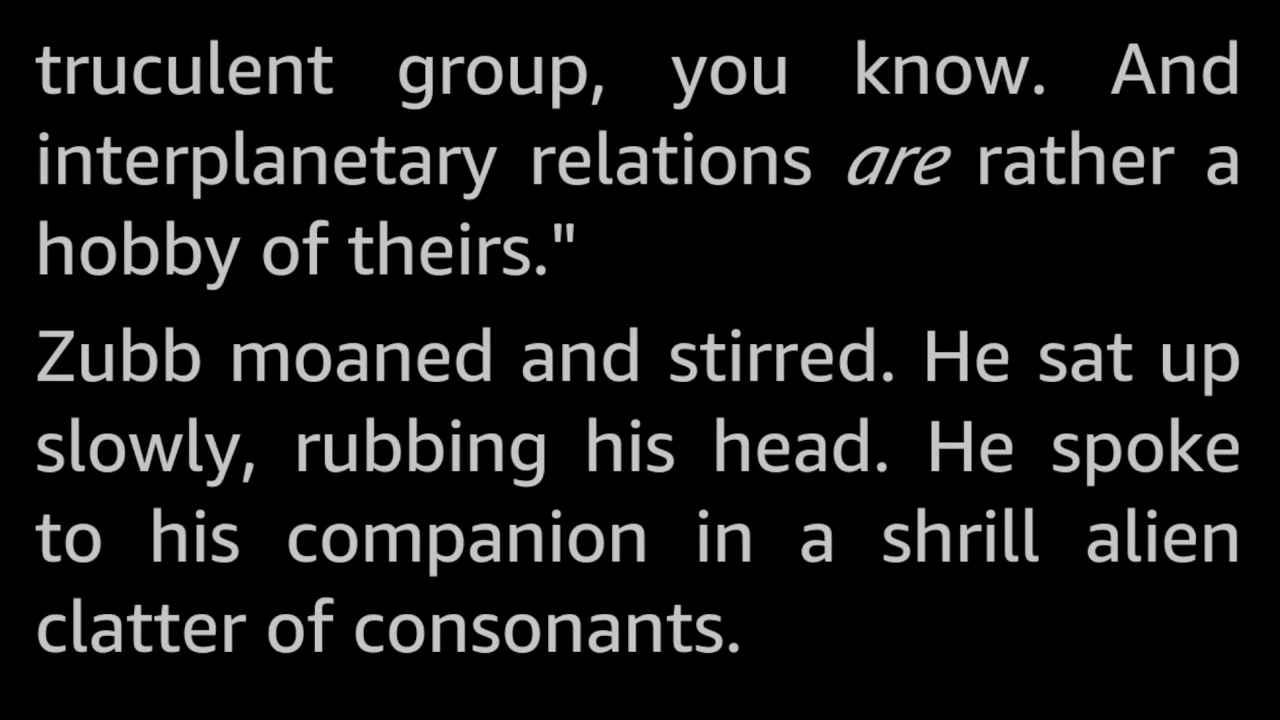 truculent group, you know. And
interplanetary relations are rather a
hobby of theirs."
Zubb moaned and stirred. He sat up
slowly, rubbing his head. He spoke
to his companion in a shrill alien
clatter of consonants.